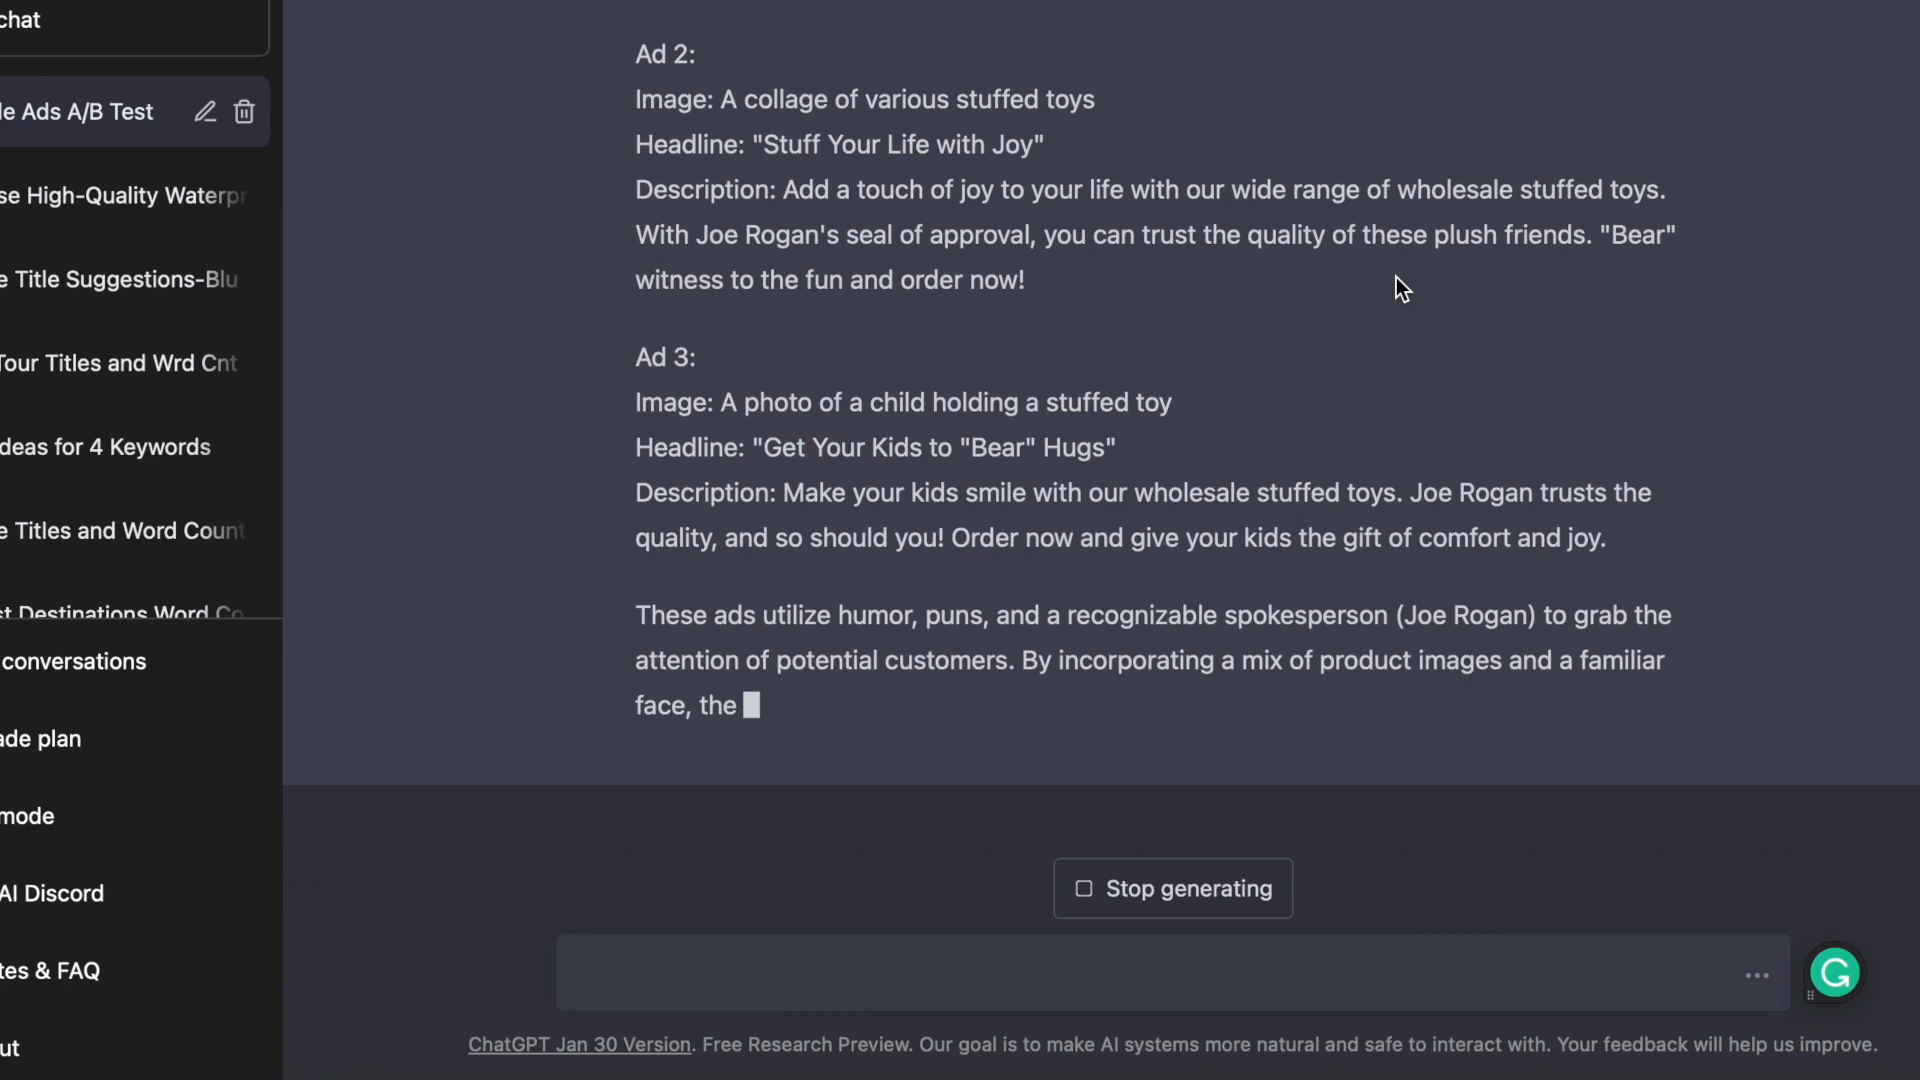 chat
le Ads A/B Test
se High-Quality Waterpr
e Title Suggestions-Blu
Tour Titles and Wrd Cnt
deas for 4 Keywords
e Titles and Word Count
st Destinations Word Co
conversations
ade plan
mode
AI Discord
tes & FAQ
ut
Ad 2:
Image: A collage of various stuffed toys
Headline: "Stuff Your Life with Joy"
Description: Add a touch of joy to your life with our wide range of wholesale stuffed toys.
With Joe Rogan's seal of approval, you can trust the quality of these plush friends. "Bear"
witness to the fun and order now!
Ad 3:
Image: A photo of a child holding a stuffed toy
Headline: "Get Your Kids to "Bear" Hugs"
Description: Make your kids smile with our wholesale stuffed toys. Joe Rogan trusts the
quality, and so should you! Order now and give your kids the gift of comfort and joy.
These ads utilize humor, puns, and a recognizable spokesperson (Joe Rogan) to grab the
attention of potential customers. By incorporating a mix of product images and a familiar
face, the
Stop generating
ChatGPT Jan 30 Version. Free Research Preview. Our goal is to make AI systems more natural and safe to interact with. Your feedback will help us improve.